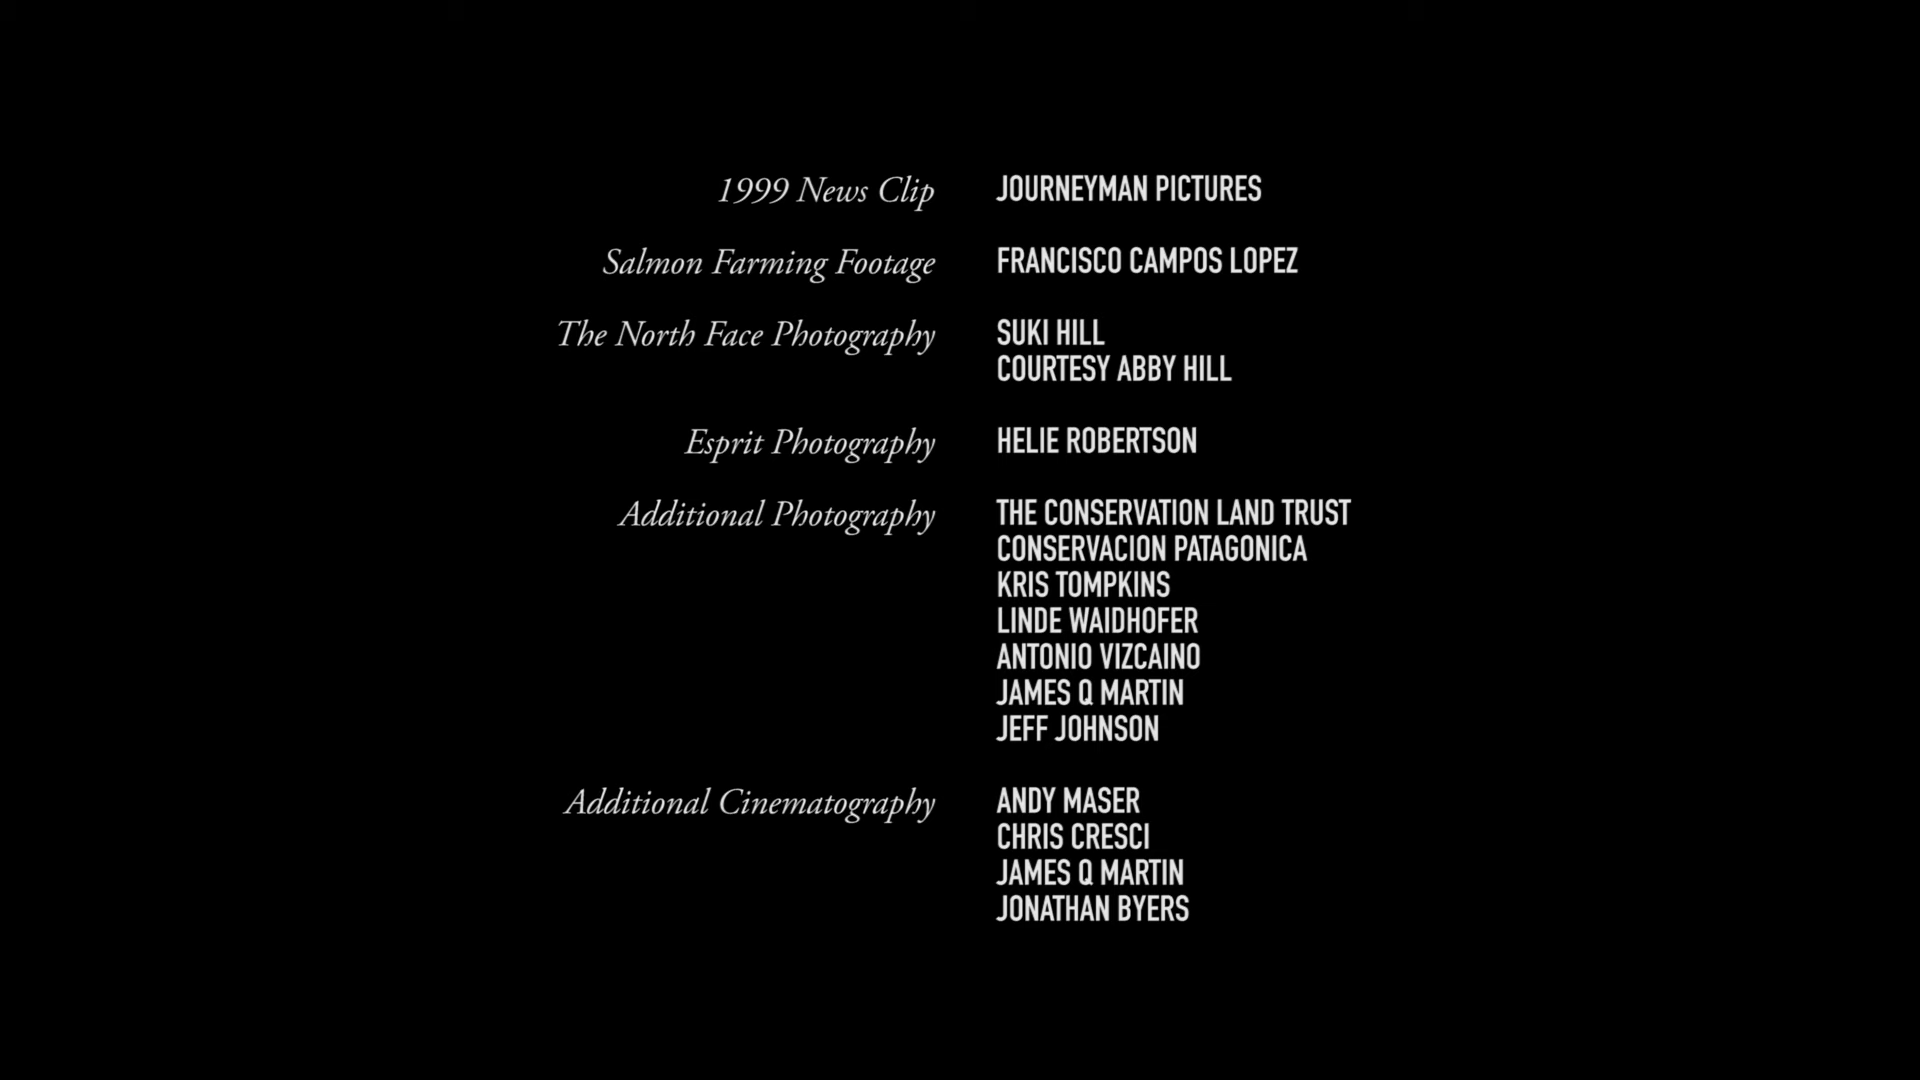 1999 News Clip JOURNEYMAN PICTURES
Salmon Farming Footage FRANCISCO CAMPOS LOPEZ
The North Face Photography SUKI HILL
COURTESY ABBY HILL
Esprit Photography HELIE ROBERTSON
Additional Photography THE CONSERVATION LAND TRUST
CONSERVACION PATAGONICA
KRIS TOMPKINS
LINDE WAIDHOFER
ANTONIO VIZCAINO
JAMES Q MARTIN
JEFF JOHNSON
Additional Cinematography ANDY MASER
CHRIS CRESCI
JAMES Q MARTIN
JONATHAN BYERS